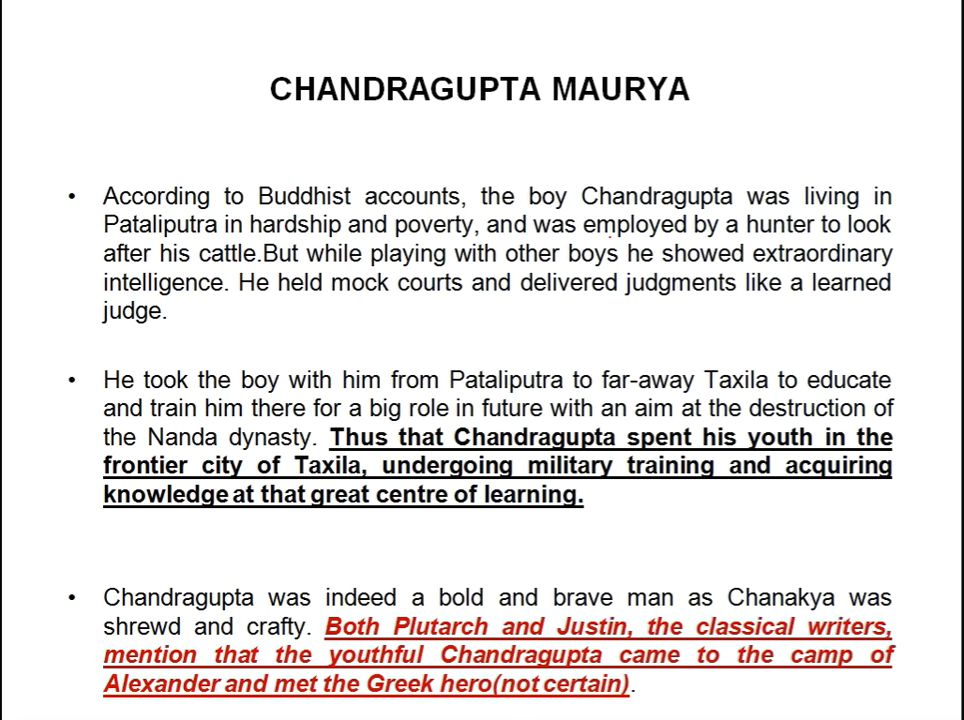 CHANDRAGUPTA MAURYA
• According to Buddhist accounts, the boy Chandragupta was living in
Pataliputra in hardship and poverty, and was employed by a hunter to look
after his cattle.But while playing with other boys he showed extraordinary
intelligence. He held mock courts and delivered judgments like a learned
judge.
• He took the boy with him from Pataliputra to far-away Taxila to educate
and train him there for a big role in future with an aim at the destruction of
the Nanda dynasty. Thus that Chandragupta spent his youth in the
frontier city of Taxila, undergoing military training and acquiring
knowledge at that great centre of learning.
• Chandragupta was indeed a bold and brave man as Chanakya was
shrewd and crafty. Both Plutarch and Justin, the classical writers,
mention that the youthful Chandragupta came to the camp of
Alexander and met the Greek hero(not certain).